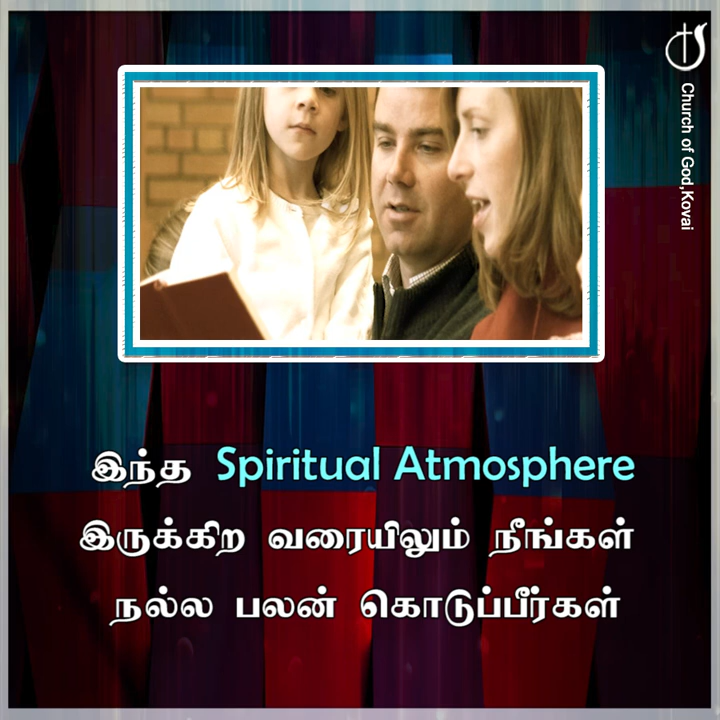 Church of God,Kovai
இந்த Spiritual Atmosphere
இருக்கிற வரையிலும் நீங்கள்
நல்ல பலன் கொடுப்பீர்கள்